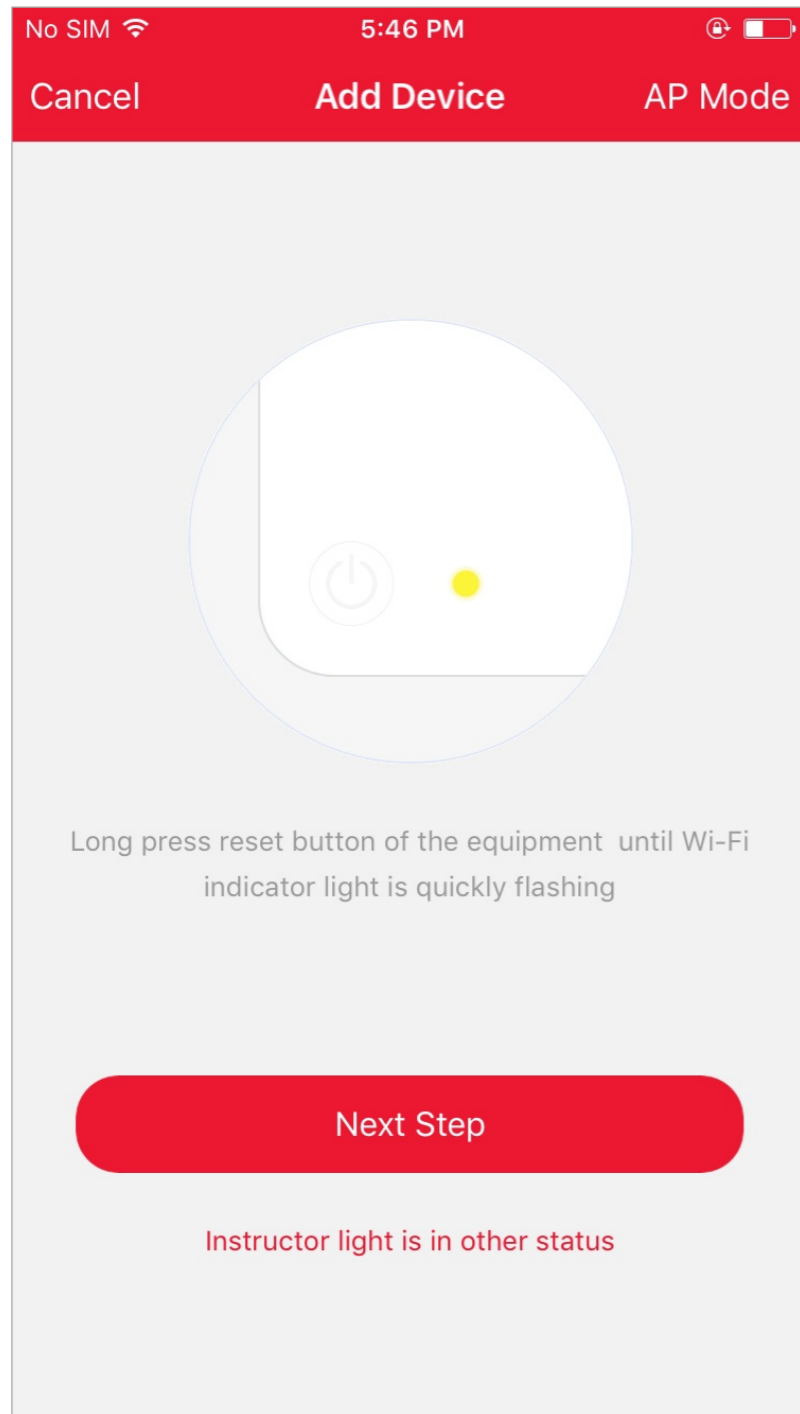 No SIM 5:46 PM
Cancel Add Device AP Mode
Long press reset button of the equipment  until Wi-Fi
indicator light is quickly flashing
Next Step
Instructor light is in other status